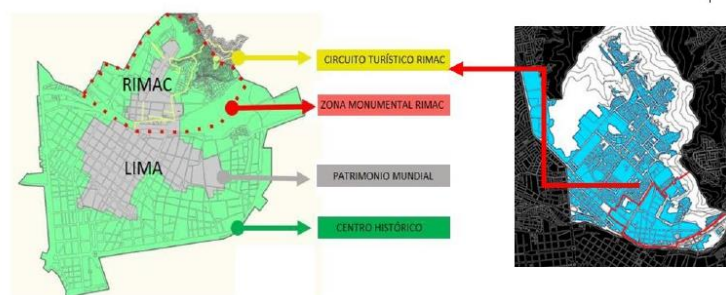 RIMAC
LIMA
CIRCUITO TURÍSTICO RIMAC
ZONA MONUMENTAL RIMAC
PATRIMONIO MUNDIAL
CENTRO HISTÓRICO